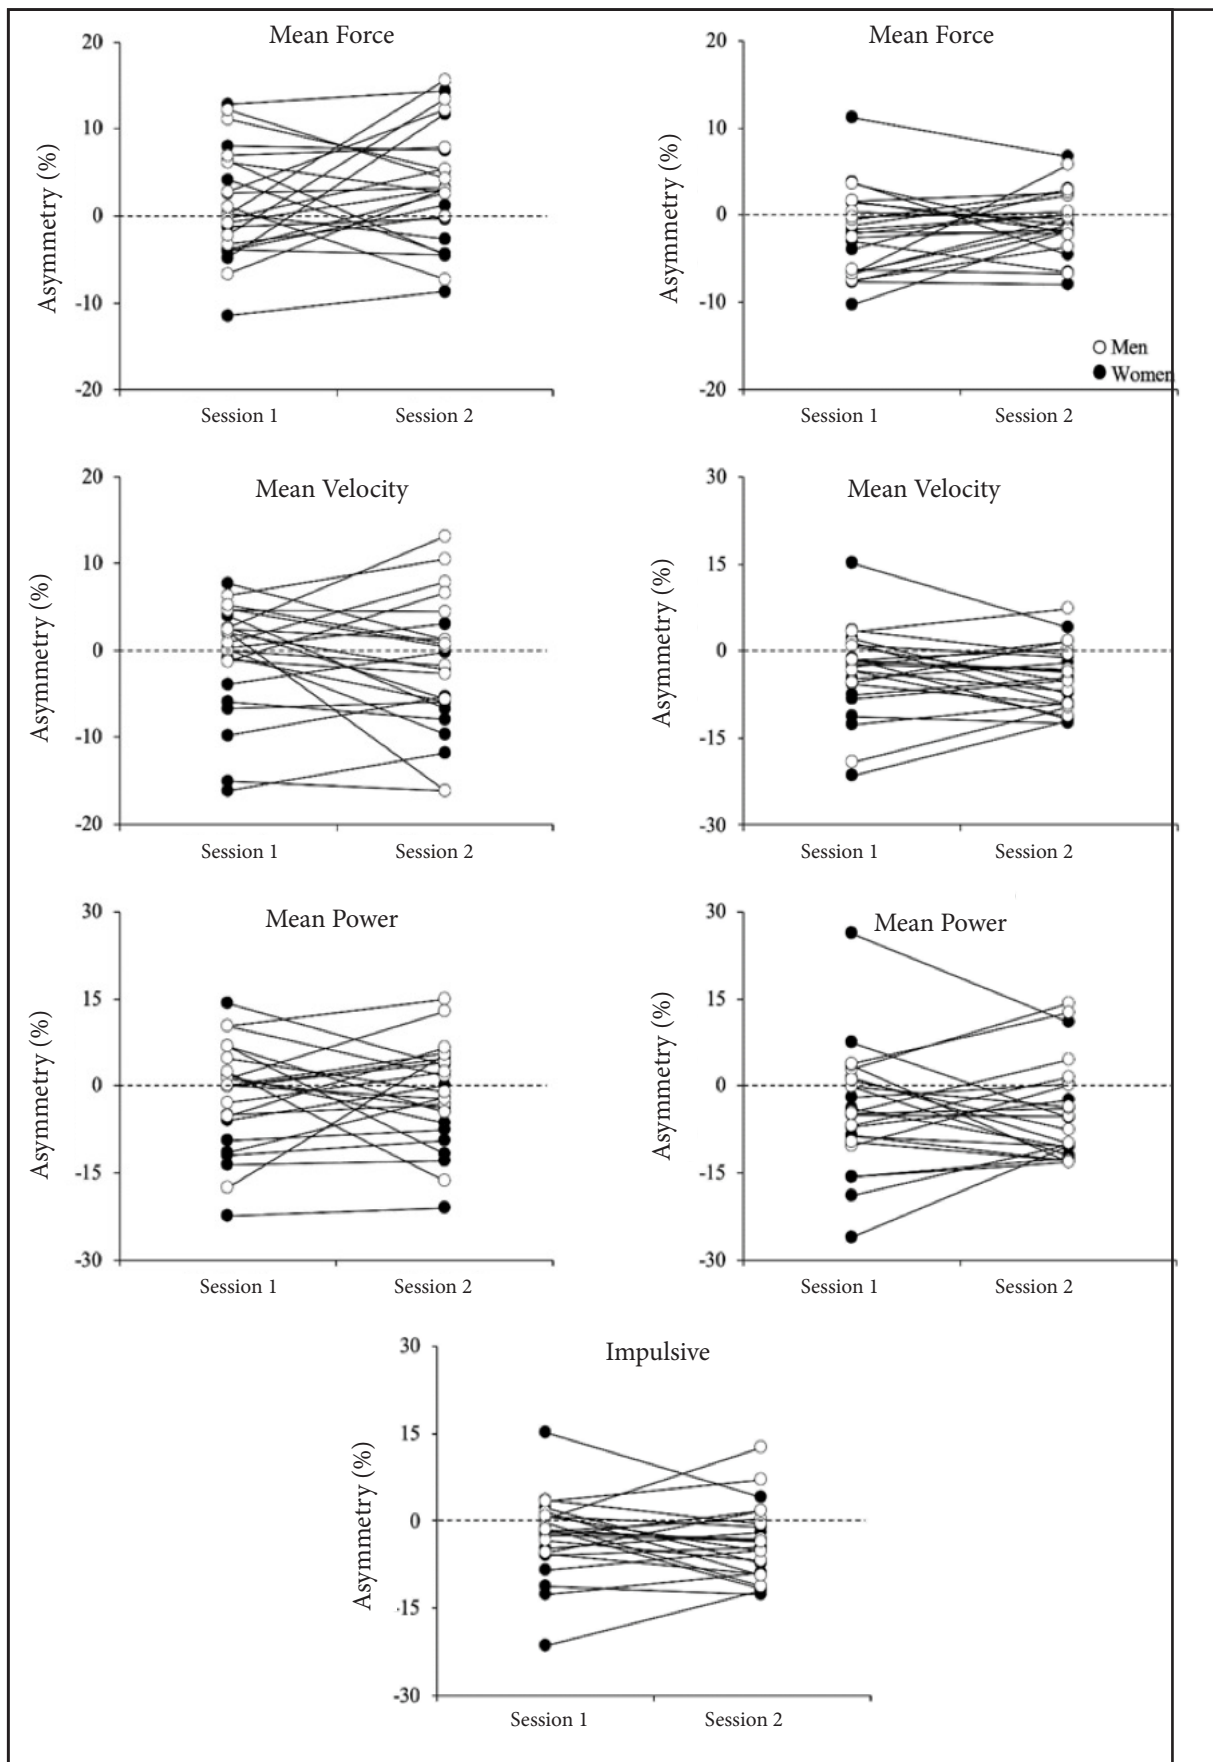 Mean Force
20
10
0
-10
-20
Asymmetry (%)
Session 1 Session 2
Mean Force
20
10
0
-10
-20
Asymmetry (%)
Men
Women
Session 1 Session 2
Mean Velocity
20
10
0
-10
-20
Asymmetry (%)
Session 1 Session 2
Mean Velocity
30
15
0
-15
-30
Asymmetry (%)
Session 1 Session 2
Mean Power
30
15
0
-15
-30
Asymmetry (%)
Session 1 Session 2
Mean Power
30
15
0
-15
-30
Asymmetry (%)
Session 1 Session 2
Impulsive
30
15
0
-15
-30
Asymmetry (%)
Session 1 Session 2